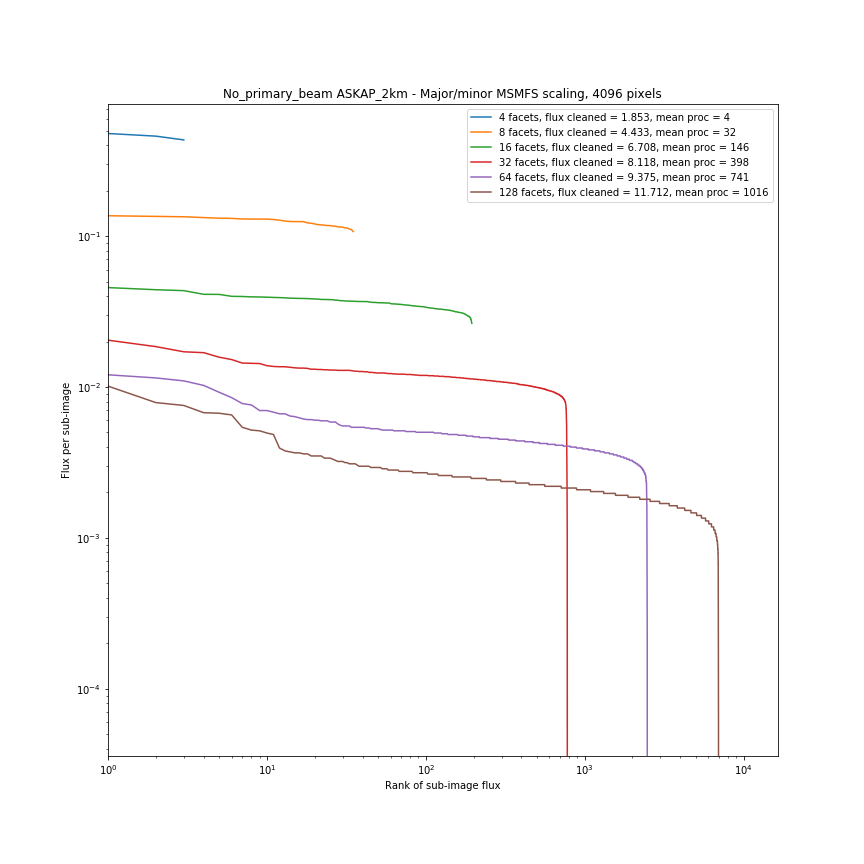 No_primary_beam ASKAP_2km - Major/minor MSMFS scaling, 4096 pixels
4 facets, flux cleaned = 1.853, mean proc = 4
8 facets, flux cleaned = 4.433, mean proc = 32
16 facets, flux cleaned = 6.708, mean proc = 146
32 facets, flux cleaned = 8.118, mean proc = 398
64 facets, flux cleaned = 9.375, mean proc = 741
128 facets, flux cleaned = 11.712, mean proc = 1016
Flux per sub-image
10⁻¹
10⁻²
10⁻³
10⁻⁴
10⁰ 10¹ 10² 10³ 10⁴
Rank of sub-image flux